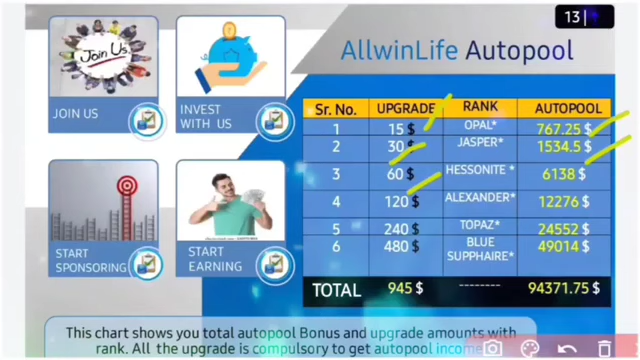 13
AllwinLife Autopool
Join Us
JOIN US
INVEST
WITH US
START
SPONSORING
START
EARNING
Sr. No. UPGRADE RANK AUTOPOOL
1 15 $ OPAL* 767.25 $
2 30 $ JASPER* 1534.5 $
3 60 $ HESSONITE * 6138 $
4 120 $ ALEXANDER* 12276 $
5 240 $ TOPAZ* 24552 $
6 480 $ BLUE SUPPHAIRE* 49014 $
TOTAL 945 $ -------- 94371.75 $
This chart shows you total autopool Bonus and upgrade amounts with
rank. All the upgrade is compulsory to get autopool income